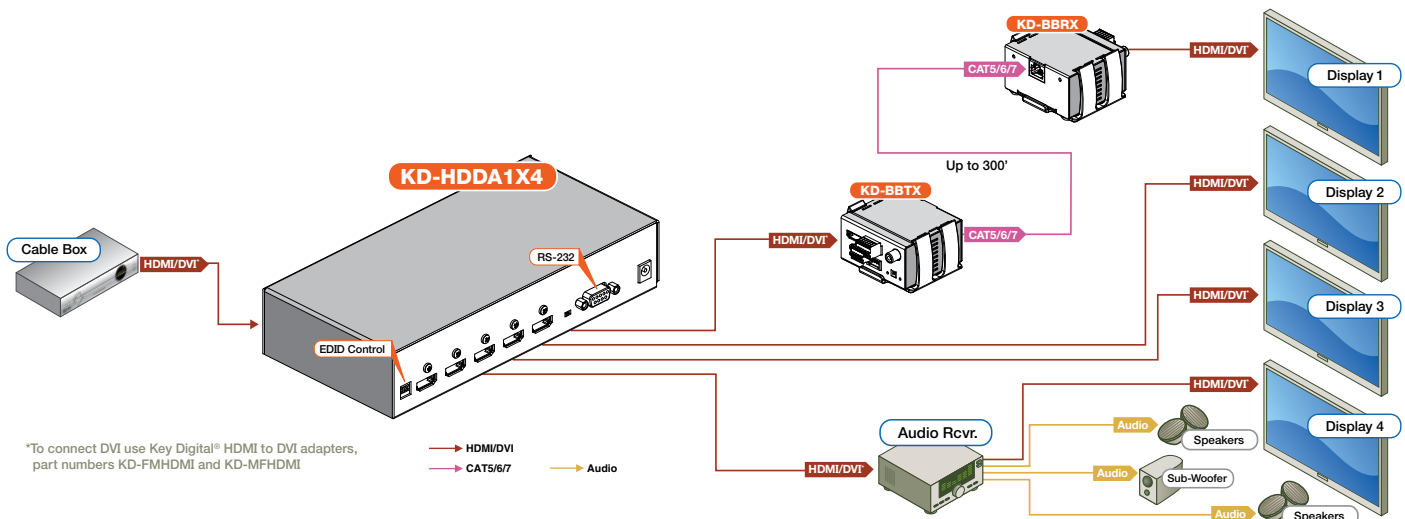 KD-BBRX
HDMI/DVI*
CAT5/6/7
Display 1
Up to 300'
KD-HDDA1X4
KD-BBTX
HDMI/DVI*
Display 2
Cable Box
HDMI/DVI*
RS-232
HDMI/DVI*
CAT5/6/7
HDMI/DVI*
Display 3
EDID Control
HDMI/DVI*
Display 4
Audio Rcvr.
Audio
Speakers
*To connect DVI use Key Digital® HDMI to DVI adapters,
part numbers KD-FMHDMI and KD-MFHDMI
HDMI/DVI
CAT5/6/7
Audio
HDMI/DVI*
Audio
Sub-Woofer
Audio
Speakers